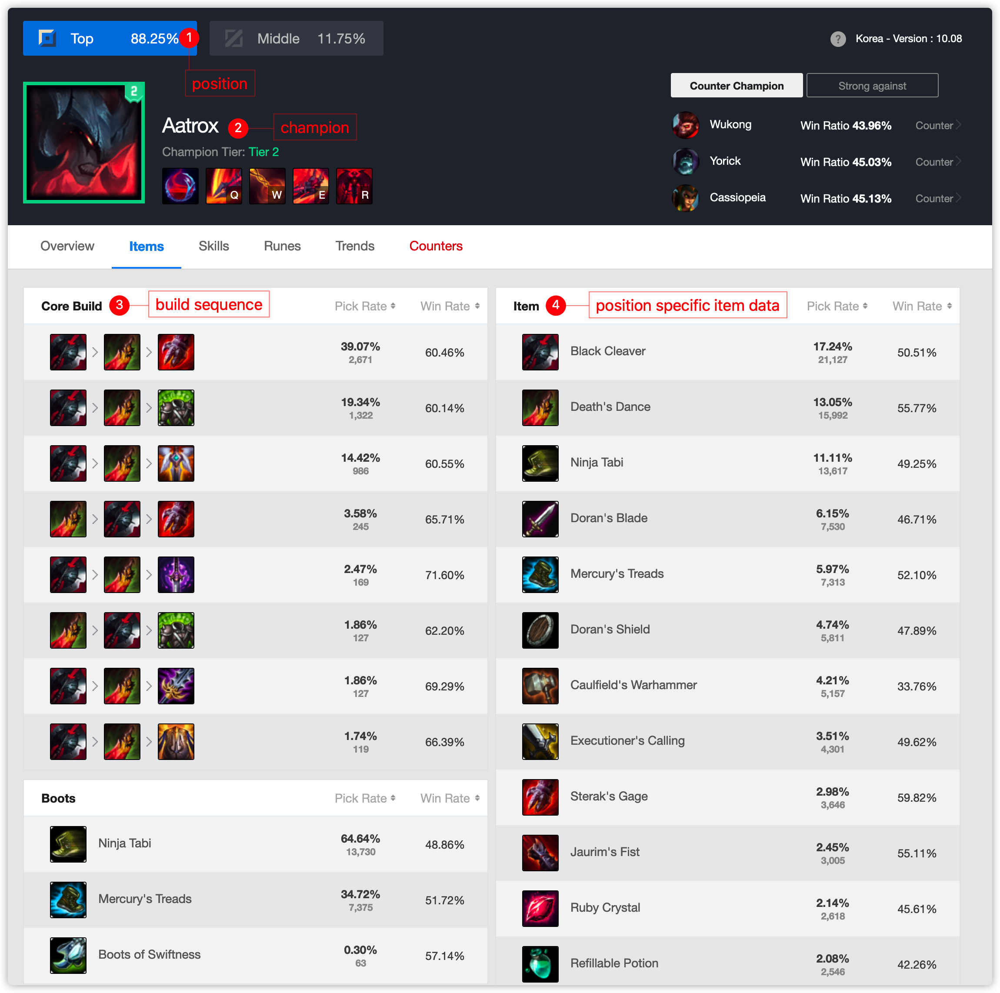 Top 88.25% 1
Middle 11.75%
? Korea - Version : 10.08
position
Counter Champion
Strong against
2
Aatrox 2 champion
Champion Tier: Tier 2
Q W E R
Wukong Win Ratio 43.96% Counter
Yorick Win Ratio 45.03% Counter
Cassiopeia Win Ratio 45.13% Counter
Overview Items Skills Runes Trends Counters
Core Build 3 build sequence Pick Rate Win Rate
39.07% 60.46%
2,671
19.34% 60.14%
1,322
14.42% 60.55%
986
3.58% 65.71%
245
2.47% 71.60%
169
1.86% 62.20%
127
1.86% 69.29%
127
1.74% 66.39%
119
Boots Pick Rate Win Rate
Ninja Tabi 64.64% 48.86%
13,730
Mercury's Treads 34.72% 51.72%
7,375
Boots of Swiftness 0.30% 57.14%
63
Item 4 position specific item data Pick Rate Win Rate
Black Cleaver 17.24% 50.51%
21,127
Death's Dance 13.05% 55.77%
15,992
Ninja Tabi 11.11% 49.25%
13,617
Doran's Blade 6.15% 46.71%
7,530
Mercury's Treads 5.97% 52.10%
7,313
Doran's Shield 4.74% 47.89%
5,811
Caulfield's Warhammer 4.21% 33.76%
5,157
Executioner's Calling 3.51% 49.62%
4,301
Sterak's Gage 2.98% 59.82%
3,646
Jaurim's Fist 2.45% 55.11%
3,005
Ruby Crystal 2.14% 45.61%
2,618
Refillable Potion 2.08% 42.26%
2,546